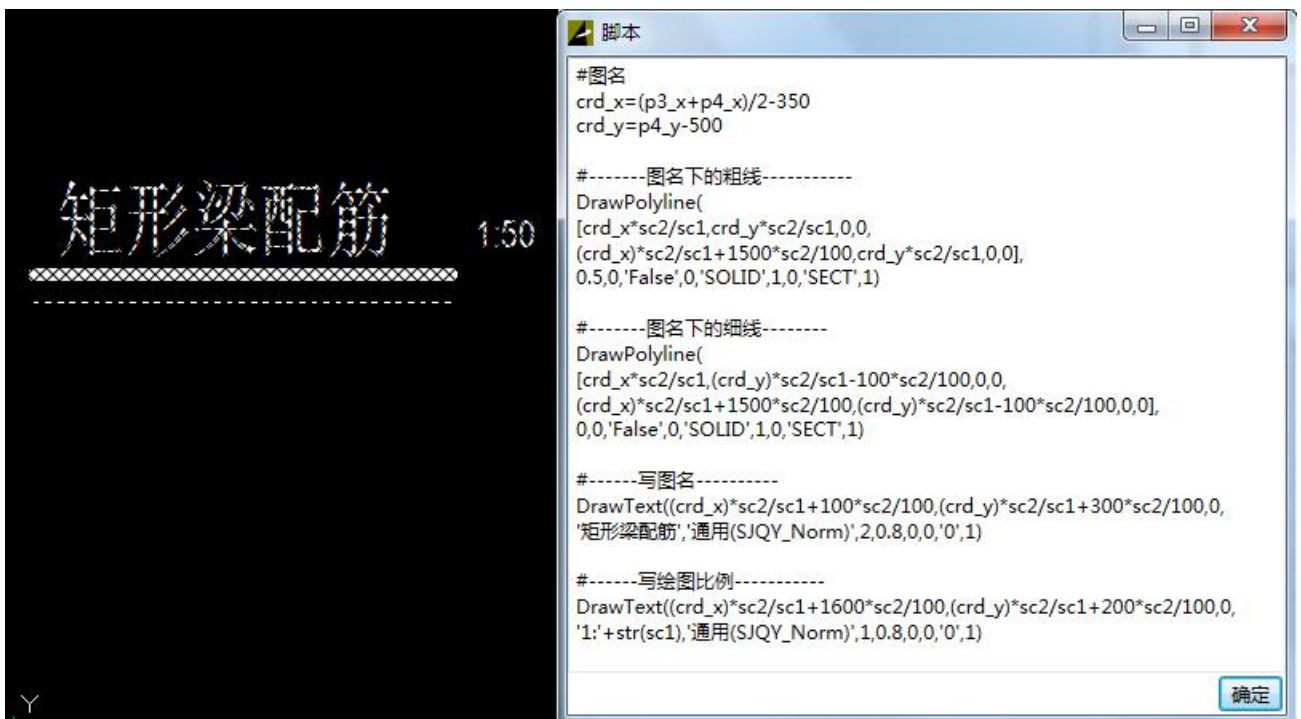 矩形梁配筋
1:50
Y
脚本
#图名
crd_x=(p3_x+p4_x)/2-350
crd_y=p4_y-500
#-------图名下的粗线-----------
DrawPolyline(
[crd_x*sc2/sc1,crd_y*sc2/sc1,0,0,
(crd_x)*sc2/sc1+1500*sc2/100,crd_y*sc2/sc1,0,0],
0.5,0,'False',0,'SOLID',1,0,'SECT',1)
#-------图名下的细线--------
DrawPolyline(
[crd_x*sc2/sc1,(crd_y)*sc2/sc1-100*sc2/100,0,0,
(crd_x)*sc2/sc1+1500*sc2/100,(crd_y)*sc2/sc1-100*sc2/100,0,0],
0,0,'False',0,'SOLID',1,0,'SECT',1)
#------写图名----------
DrawText((crd_x)*sc2/sc1+100*sc2/100,(crd_y)*sc2/sc1+300*sc2/100,0,
'矩形梁配筋','通用(SJQY_Norm)',2,0.8,0,0,'0',1)
#------写绘图比例-----------
DrawText((crd_x)*sc2/sc1+1600*sc2/100,(crd_y)*sc2/sc1+200*sc2/100,0,
'1:'+str(sc1),'通用(SJQY_Norm)',1,0.8,0,0,'0',1)
确定